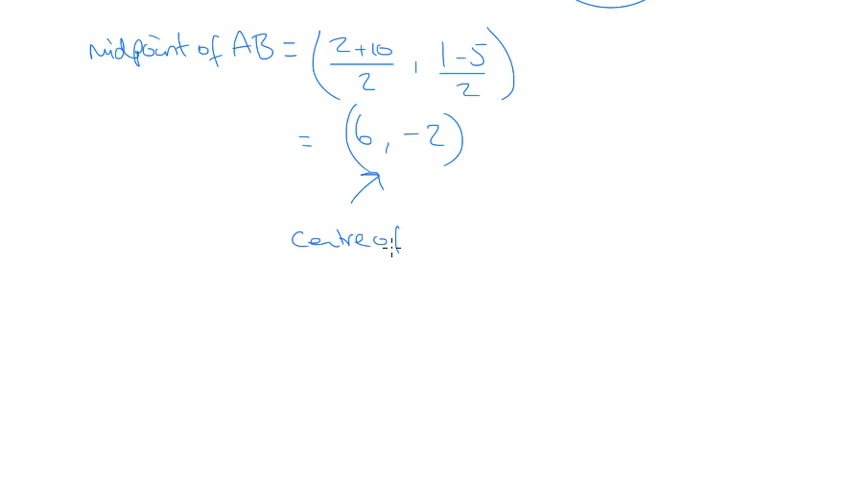 midpoint of AB = ( 2+10/2 , 1-5/2 )
= (6, -2)
centre of